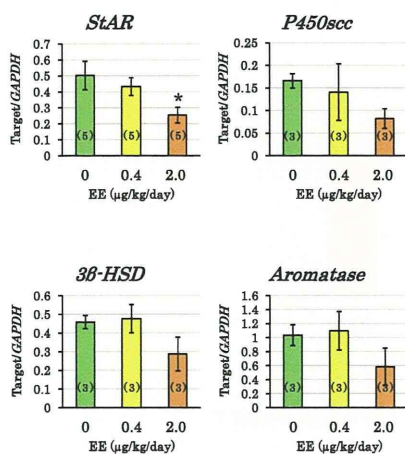 StAR
Target/GAPDH
0.7
0.6
0.5
0.4
0.3
0.2
0.1
0
(5) (5) (5)
*
0 0.4 2.0
EE (µg/kg/day)
P450scc
Target/GAPDH
0.25
0.2
0.15
0.1
0.05
0
(3) (3) (3)
0 0.4 2.0
EE (µg/kg/day)
3β-HSD
Target/GAPDH
0.6
0.5
0.4
0.3
0.2
0.1
0
(3) (3) (3)
0 0.4 2.0
EE (µg/kg/day)
Aromatase
Target/GAPDH
1.6
1.4
1.2
1
0.8
0.6
0.4
0.2
0
(3) (3) (3)
0 0.4 2.0
EE (µg/kg/day)